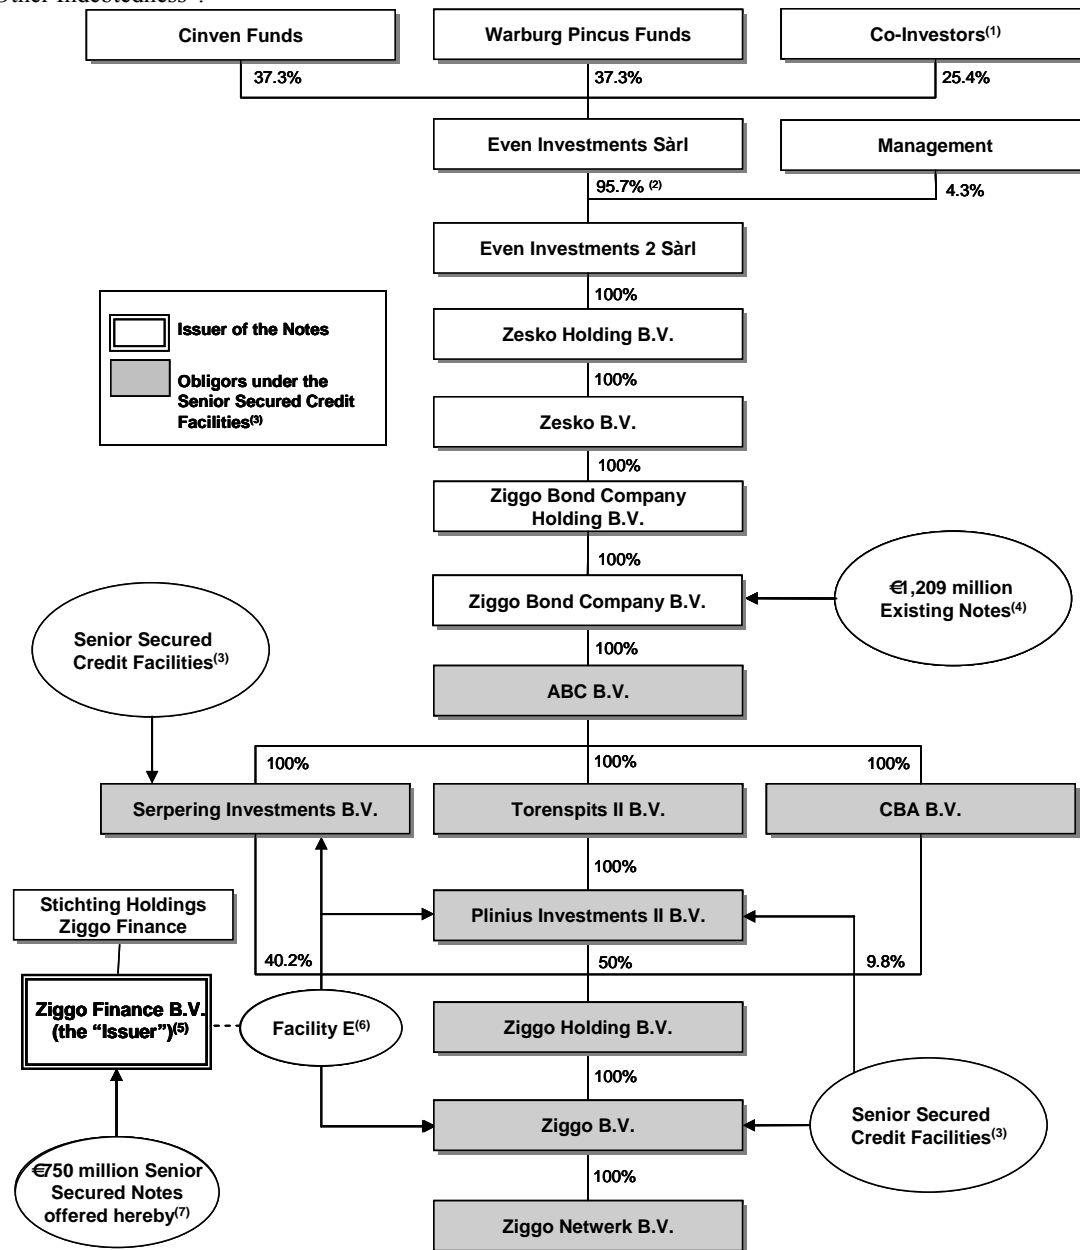 Other Indebtedness".
Cinven Funds
Warburg Pincus Funds
Co-Investors(1)
37.3%
37.3%
25.4%
Even Investments Sàrl
Management
95.7% (2)
4.3%
Even Investments 2 Sàrl
100%
Issuer of the Notes
Obligors under the
Senior Secured Credit
Facilities(3)
Zesko Holding B.V.
100%
Zesko B.V.
100%
Ziggo Bond Company
Holding B.V.
100%
Ziggo Bond Company B.V.
€1,209 million
Existing Notes(4)
Senior Secured
Credit Facilities(3)
100%
ABC B.V.
100%
100%
100%
Serpering Investments B.V.
Torenspits II B.V.
CBA B.V.
100%
Stichting Holdings
Ziggo Finance
Plinius Investments II B.V.
40.2%
50%
9.8%
Ziggo Finance B.V.
(the “Issuer”)(5)
Facility E(6)
Ziggo Holding B.V.
100%
Ziggo B.V.
Senior Secured
Credit Facilities(3)
100%
€750 million Senior
Secured Notes
offered hereby(7)
Ziggo Netwerk B.V.